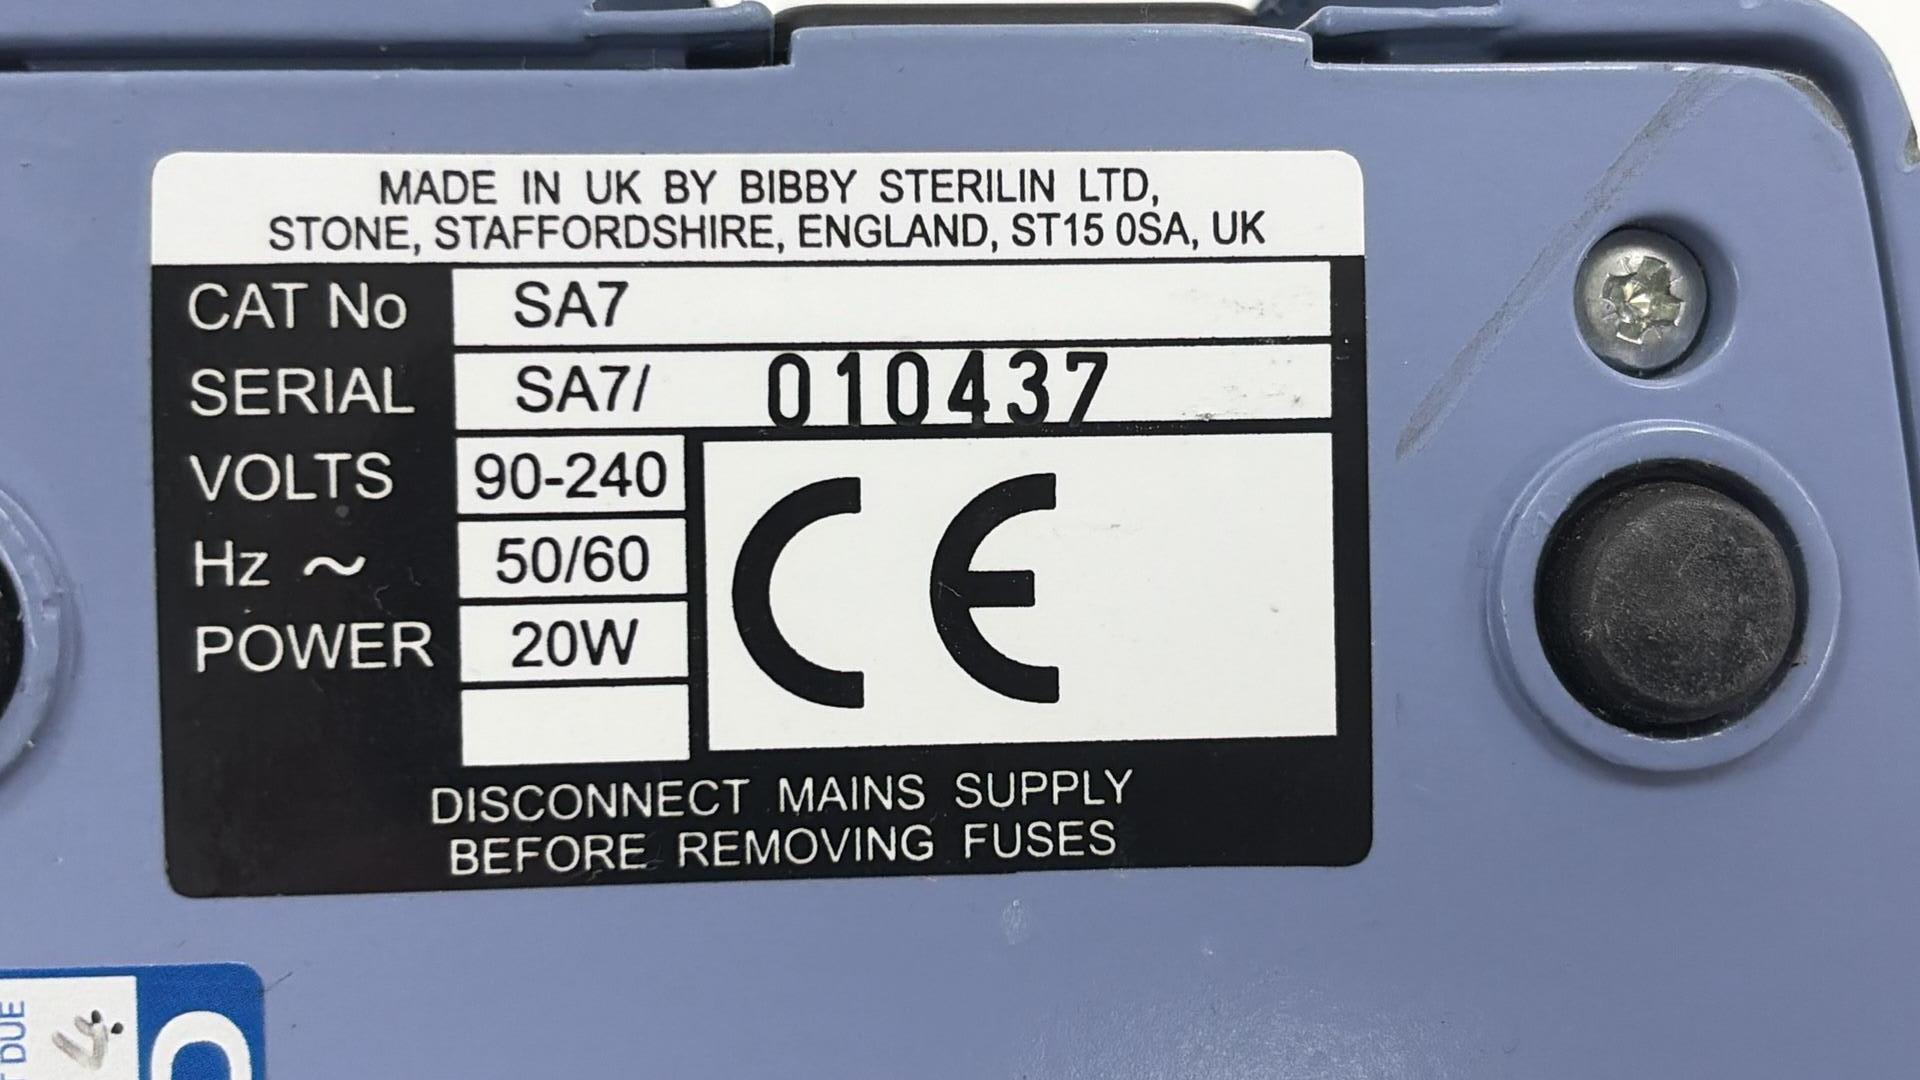 MADE IN UK BY BIBBY STERILIN LTD,
STONE, STAFFORDSHIRE, ENGLAND, ST15 0SA, UK
CAT No SA7
SERIAL SA7/ 010437
VOLTS 90-240
Hz ~ 50/60
POWER 20W
CE
DISCONNECT MAINS SUPPLY
BEFORE REMOVING FUSES
DUE